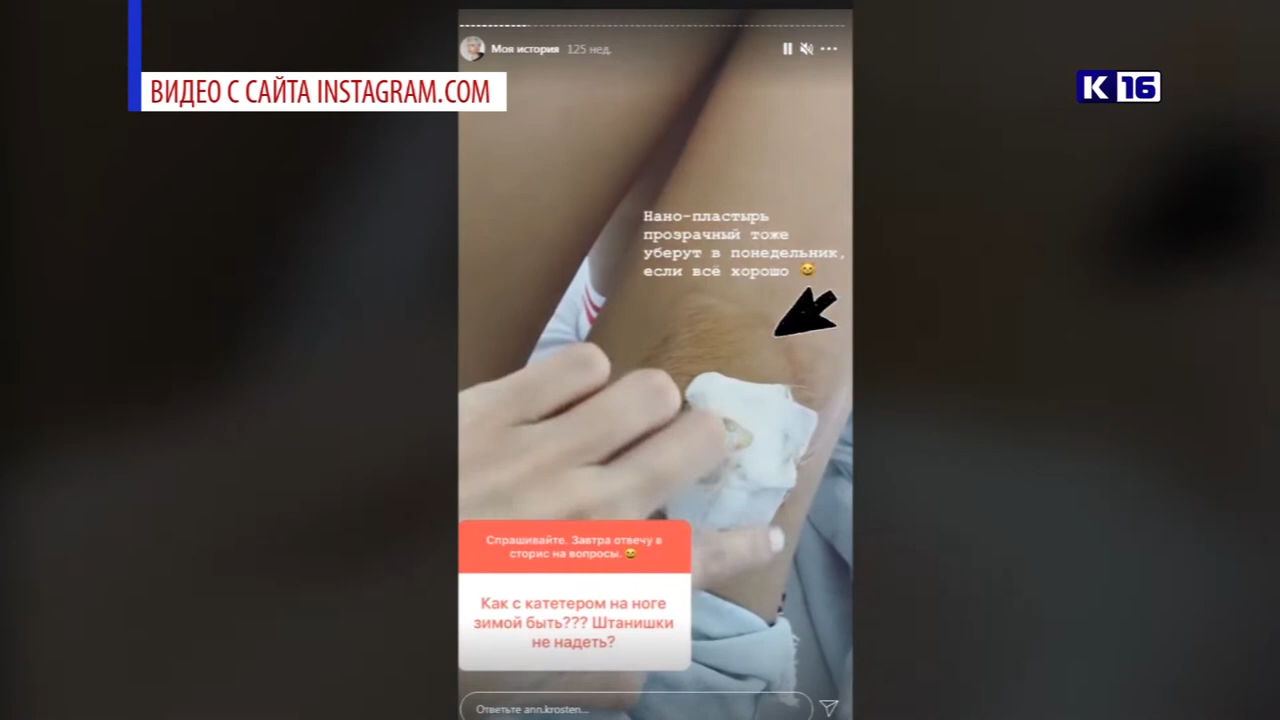 Моя история 125 нед.
ВИДЕО С САЙТА INSTAGRAM.COM
К 16
Нано-пластырь
прозрачный тоже
уберут в понедельник,
если всё хорошо 😄
Спрашивайте. Завтра отвечу в
сторис на вопросы. 😄
Как с катетером на ноге
зимой быть??? Штанишки
не надеть?
Ответьте ann.krosten...